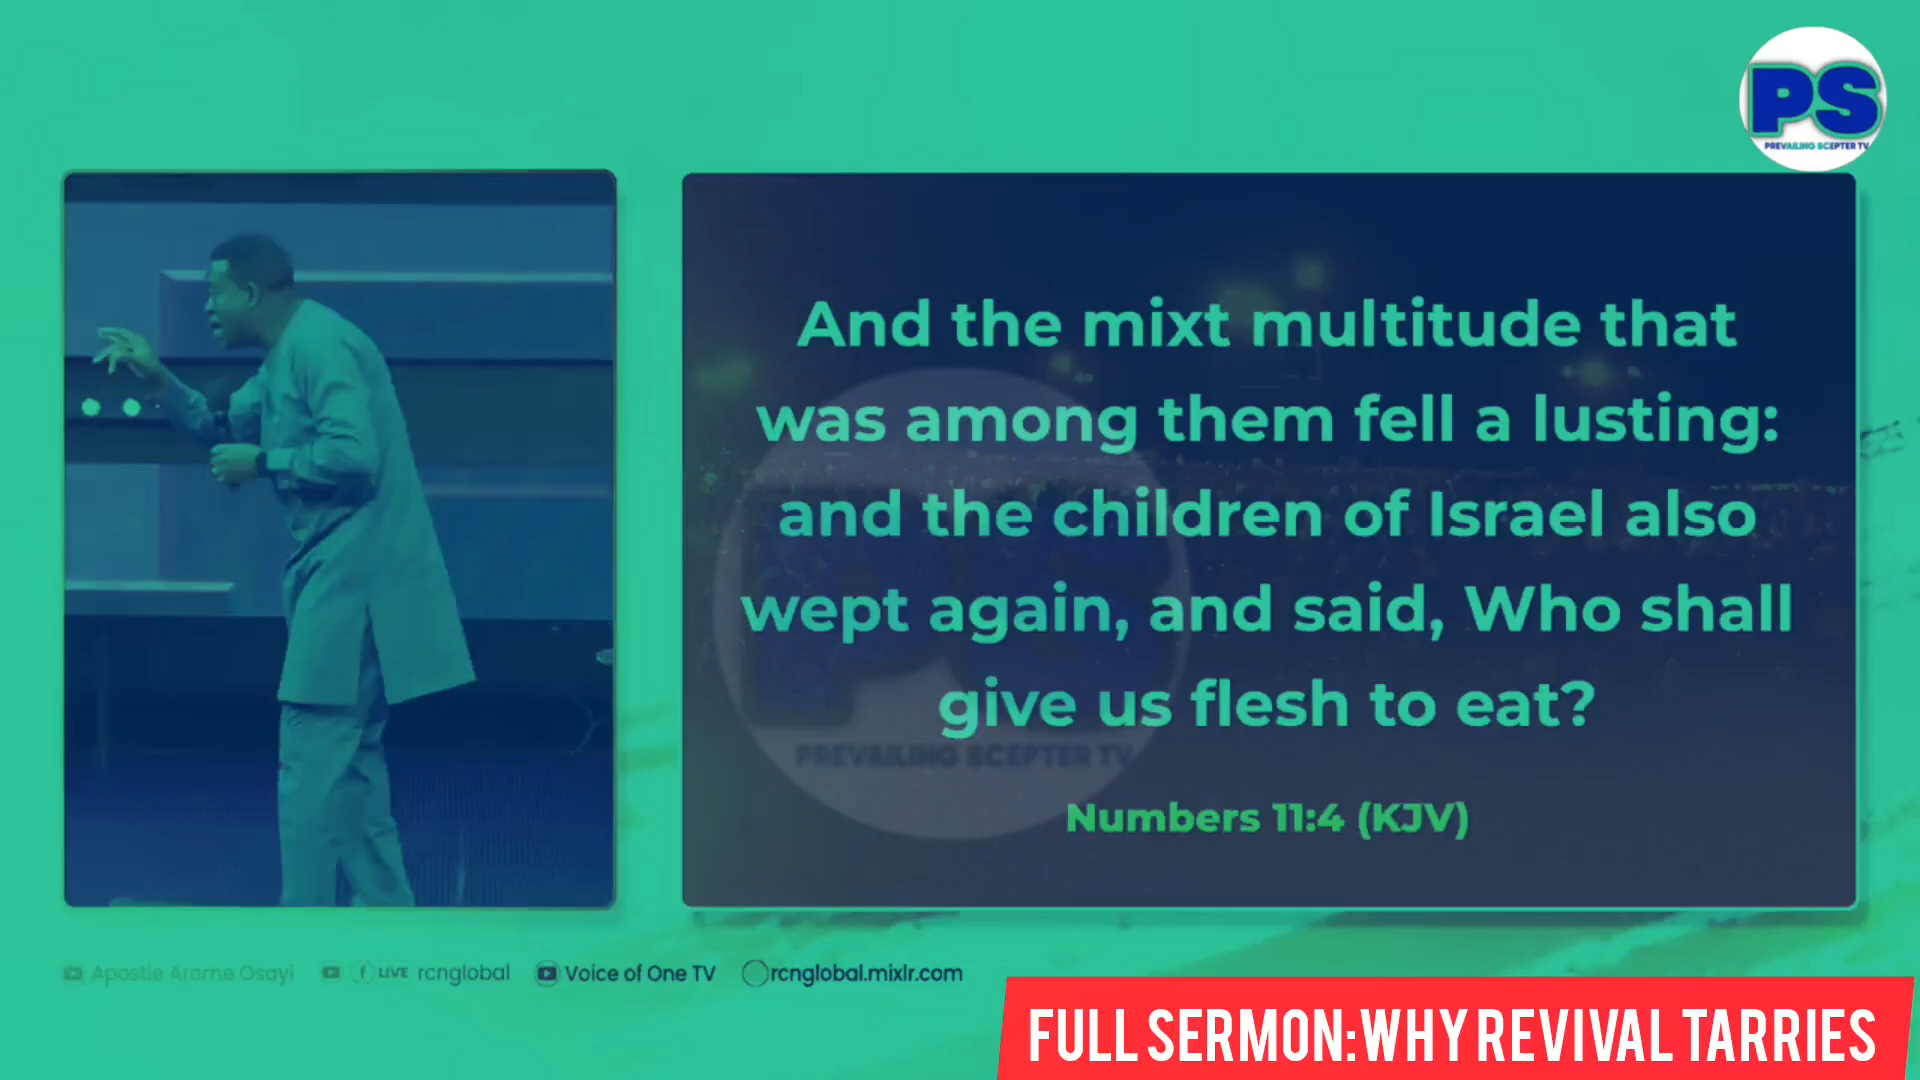 PS
PREVAILING SCEPTER TV
And the mixt multitude that
was among them fell a lusting:
and the children of Israel also
wept again, and said, Who shall
give us flesh to eat?
PS
PREVAILING SCEPTER TV
Numbers 11:4 (KJV)
Apostle Arome Osayi
f LIVE rcnglobal
Voice of One TV
rcnglobal.mixlr.com
FULL SERMON:WHY REVIVAL TARRIES